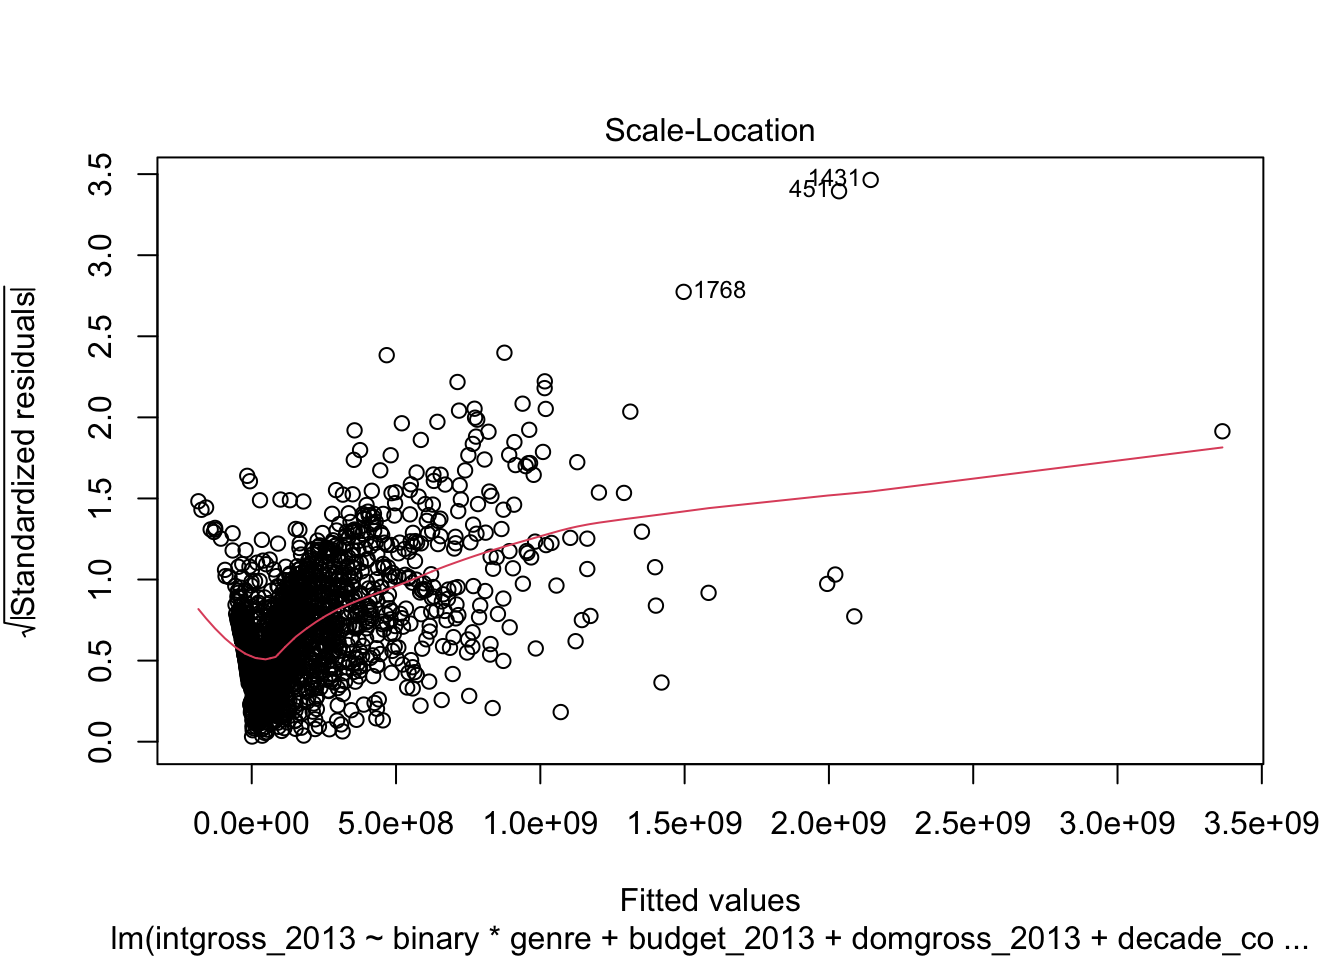 Scale-Location
√|Standardized residuals|
3.5
3.0
2.5
2.0
1.5
1.0
0.5
0.0
1431
451
1768
0.0e+00 5.0e+08 1.0e+09 1.5e+09 2.0e+09 2.5e+09 3.0e+09 3.5e+09
Fitted values
lm(intgross_2013 ~ binary * genre + budget_2013 + domgross_2013 + decade_co ...